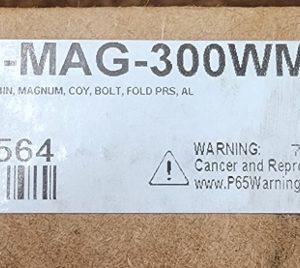 -MAG-300WM
BIN, MAGNUM, COY, BOLT, FOLD PRS, AL
564
WARNING:
Cancer and Repro
www.P65Warning